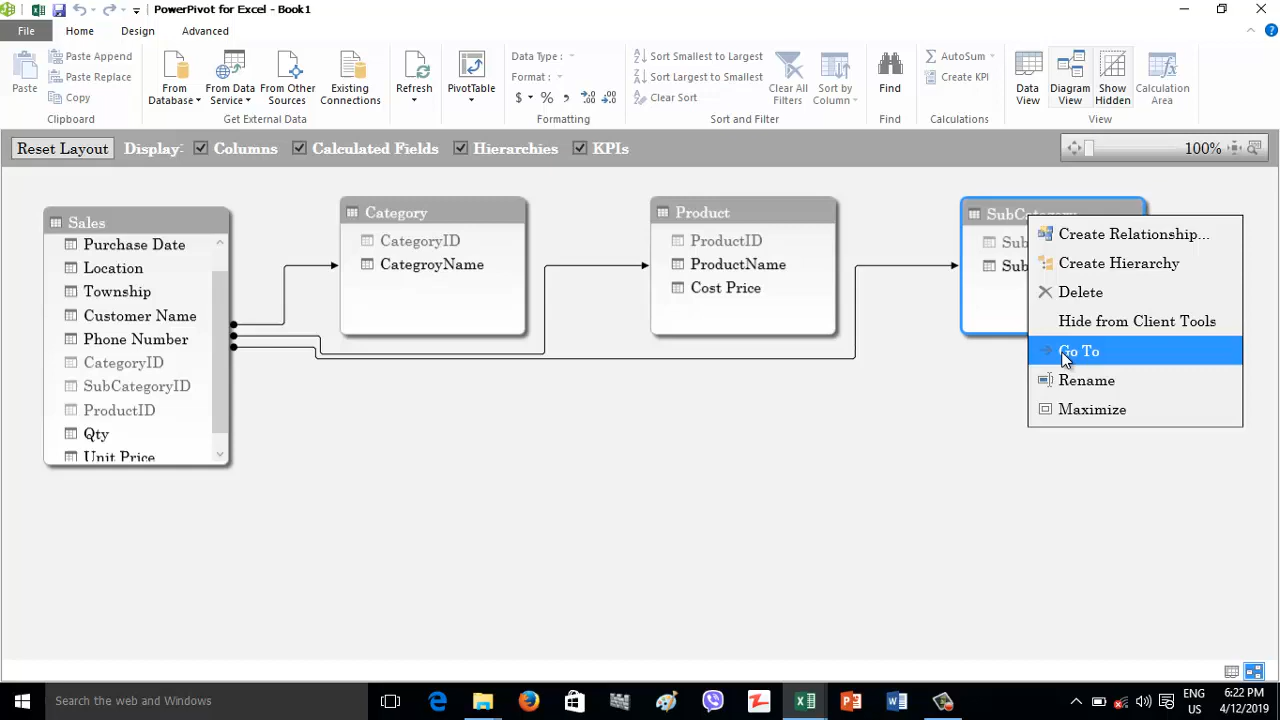 PowerPivot for Excel - Book1
File Home Design Advanced
Paste
Paste Append
Paste Replace
Copy
Clipboard
From Database
From Data Service
From Other Sources
Existing Connections
Get External Data
Refresh
PivotTable
Data Type :
Format :
$ % ,
Formatting
Sort Smallest to Largest
Sort Largest to Smallest
Clear Sort
Clear All Filters
Sort by Column
Sort and Filter
Find
Find
AutoSum
Create KPI
Calculations
Data View
Diagram View
Show Hidden
Calculation Area
View
Reset Layout Display: Columns Calculated Fields Hierarchies KPIs 100%
Sales
Purchase Date
Location
Township
Customer Name
Phone Number
CategoryID
SubCategoryID
ProductID
Qty
Unit Price
Category
CategoryID
CategroyName
Product
ProductID
ProductName
Cost Price
Sub
Sub
Create Relationship...
Create Hierarchy
Delete
Hide from Client Tools
Go To
Rename
Maximize
Search the web and Windows
ENG 6:22 PM
US 4/12/2019